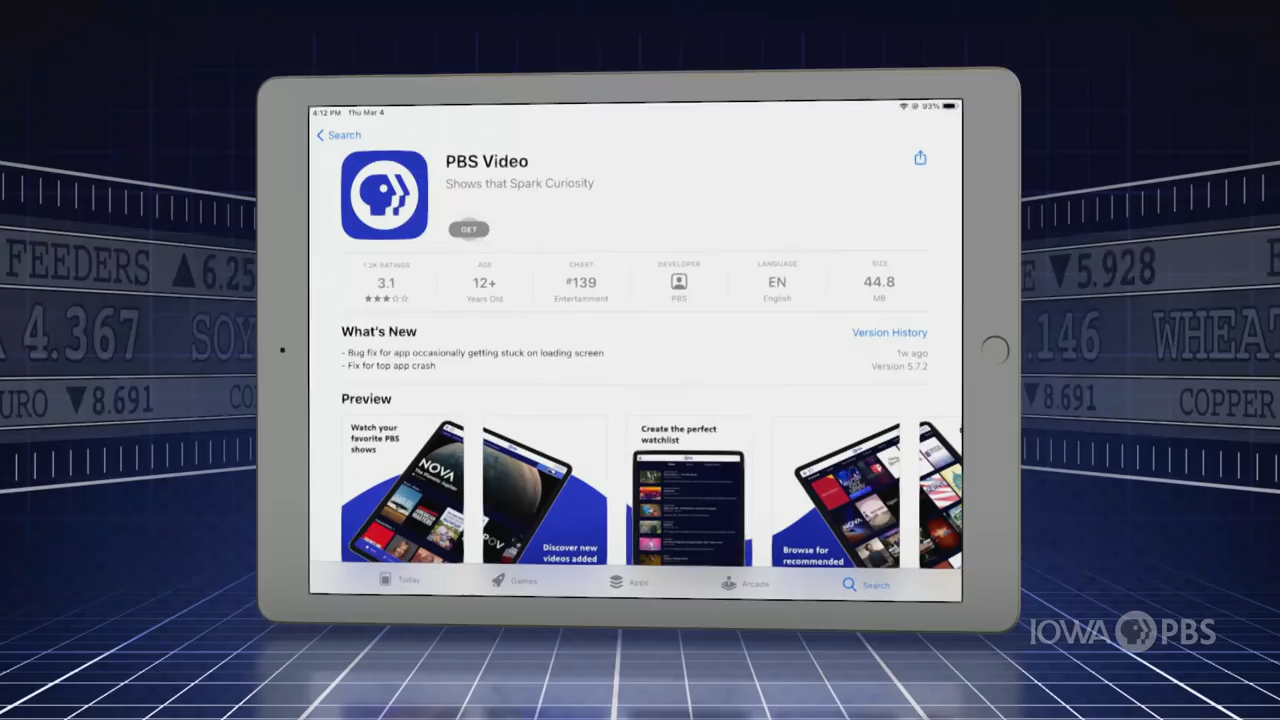 4:12 PM Thu Mar 4
93%
Search
PBS Video
Shows that Spark Curiosity
GET
1.2K RATINGS
AGE
CHART
DEVELOPER
LANGUAGE
SIZE
3.1
12+
#139
EN
44.8
Years Old
Entertainment
PBS
English
MB
What's New
Version History
- Bug fix for app occasionally getting stuck on loading screen
1w ago
- Fix for top app crash
Version 5.7.2
Preview
Watch your
favorite PBS
shows
NOVA
POV
Discover new
videos added
Create the perfect
watchlist
NOVA
Browse for
recommended
Today
Games
Apps
Arcade
Search
FEEDERS ▲6.25
4.367 SOY
URO ▼8.691 CO
E ▼5.928
.146 WHEAT
▼8.691 COPPER
IOWA PBS